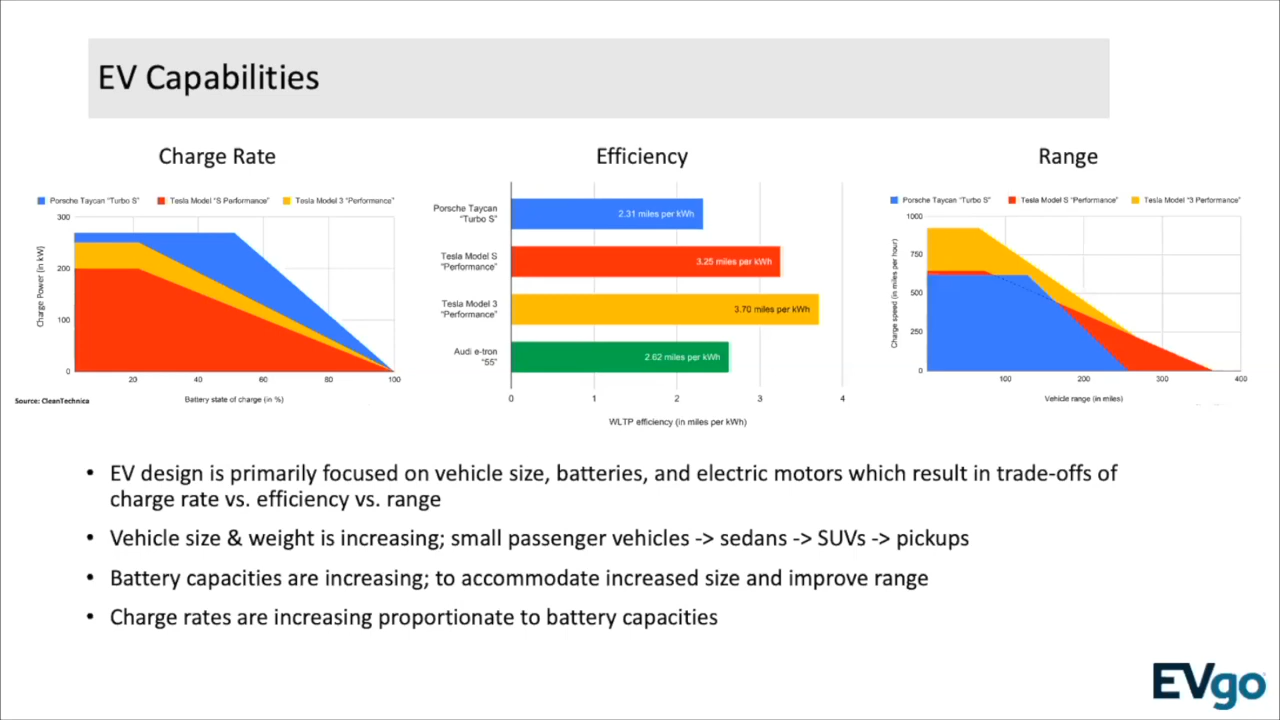 EV Capabilities
Charge Rate
Porsche Taycan "Turbo S"
Tesla Model "S Performance"
Tesla Model 3 "Performance"
300
200
100
0
Charge Power (in kW)
20
40
60
80
100
Battery state of charge (in %)
Source: CleanTechnica
Efficiency
Porsche Taycan
"Turbo S"
2.31 miles per kWh
Tesla Model S
"Performance"
3.25 miles per kWh
Tesla Model 3
"Performance"
3.70 miles per kWh
Audi e-tron
"55"
2.62 miles per kWh
0
1
2
3
4
WLTP efficiency (in miles per kWh)
Range
Porsche Taycan "Turbo S"
Tesla Model S "Performance"
Tesla Model "3 Performance"
1000
750
500
250
0
Charge speed (in miles per hour)
100
200
300
400
Vehicle range (in miles)
• EV design is primarily focused on vehicle size, batteries, and electric motors which result in trade-offs of
charge rate vs. efficiency vs. range
• Vehicle size & weight is increasing; small passenger vehicles -> sedans -> SUVs -> pickups
• Battery capacities are increasing; to accommodate increased size and improve range
• Charge rates are increasing proportionate to battery capacities
EVgo